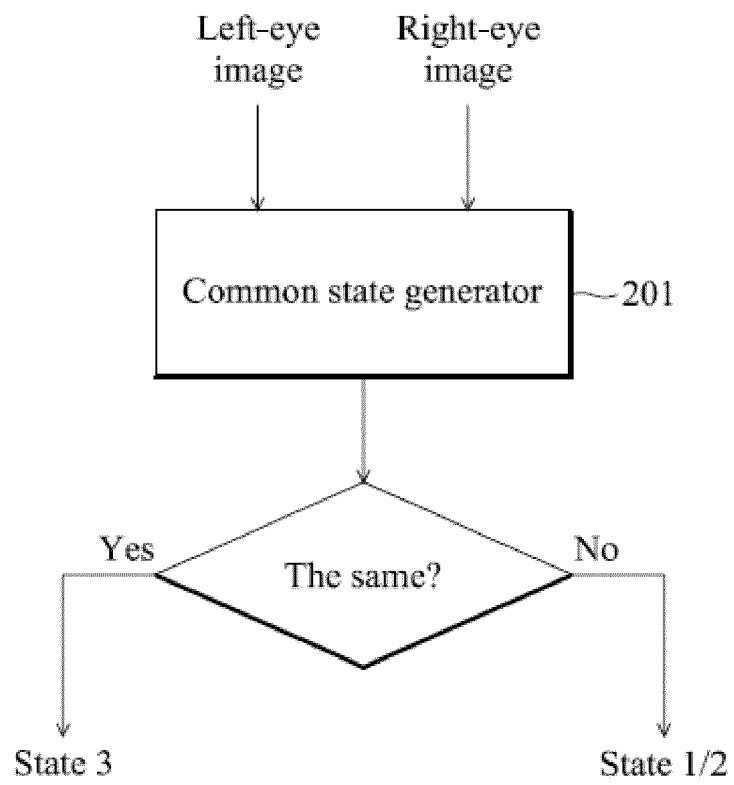 Left-eye
image
Right-eye
image
Common state generator
201
Yes
The same?
No
State 3
State 1/2